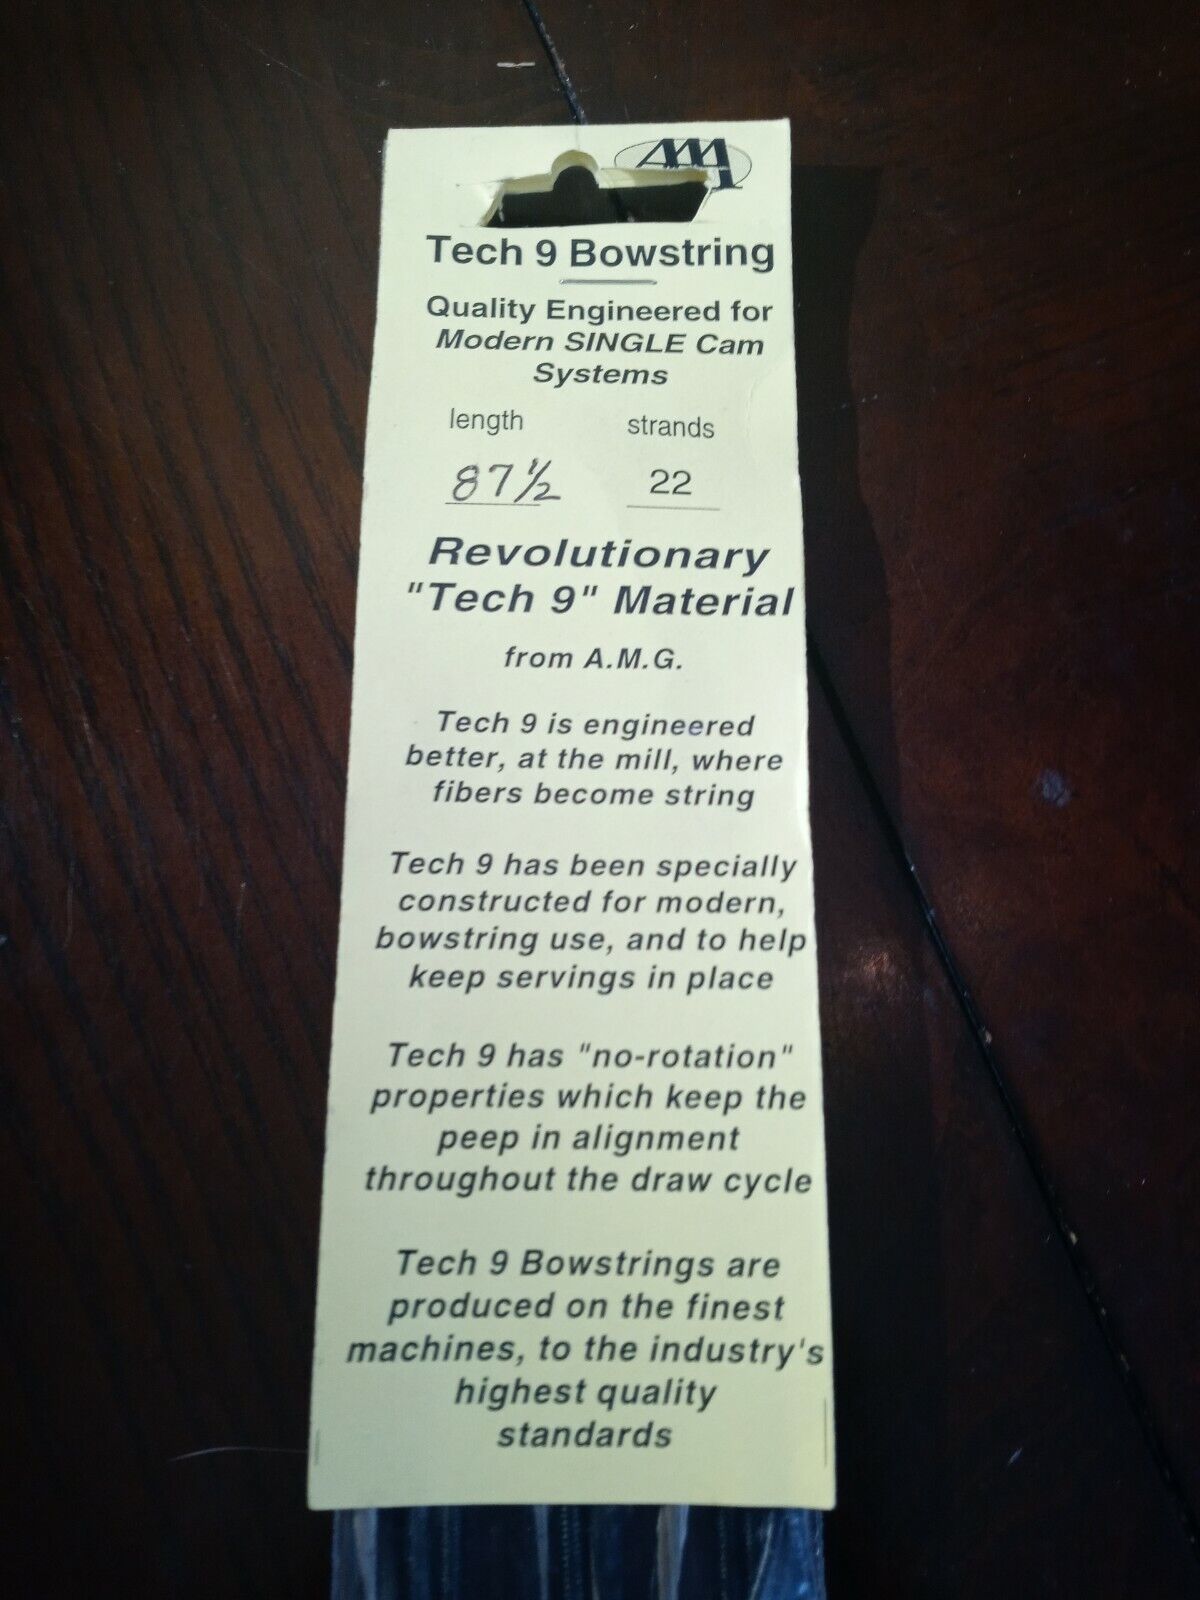 Tech 9 Bowstring
Quality Engineered for
Modern SINGLE Cam
Systems
length strands
87 1/2 22
Revolutionary
"Tech 9" Material
from A.M.G.
Tech 9 is engineered
better, at the mill, where
fibers become string
Tech 9 has been specially
constructed for modern,
bowstring use, and to help
keep servings in place
Tech 9 has "no-rotation"
properties which keep the
peep in alignment
throughout the draw cycle
Tech 9 Bowstrings are
produced on the finest
machines, to the industry's
highest quality
standards